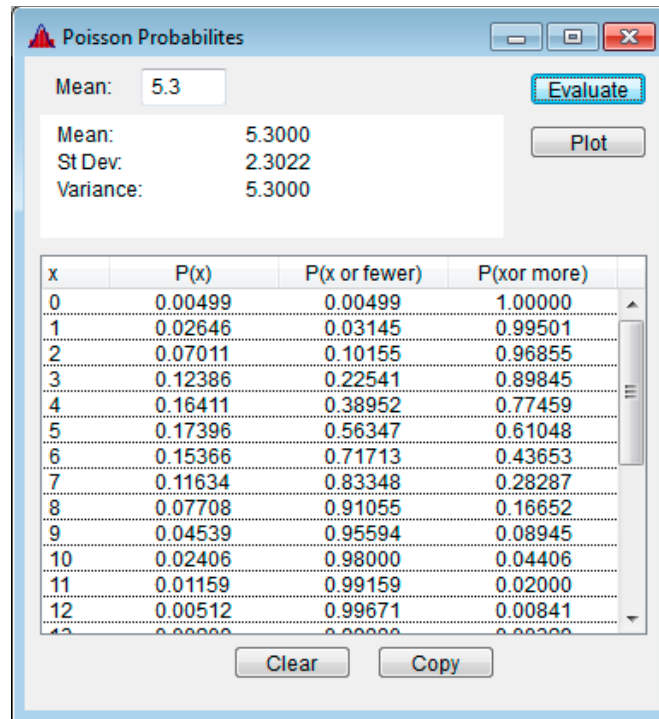 Poisson Probabilites
Mean: 5.3 Evaluate
Mean: 5.3000 Plot
St Dev: 2.3022
Variance: 5.3000
x P(x) P(x or fewer) P(xor more)
0 0.00499 0.00499 1.00000
1 0.02646 0.03145 0.99501
2 0.07011 0.10155 0.96855
3 0.12386 0.22541 0.89845
4 0.16411 0.38952 0.77459
5 0.17396 0.56347 0.61048
6 0.15366 0.71713 0.43653
7 0.11634 0.83348 0.28287
8 0.07708 0.91055 0.16652
9 0.04539 0.95594 0.08945
10 0.02406 0.98000 0.04406
11 0.01159 0.99159 0.02000
12 0.00512 0.99671 0.00841
Clear Copy